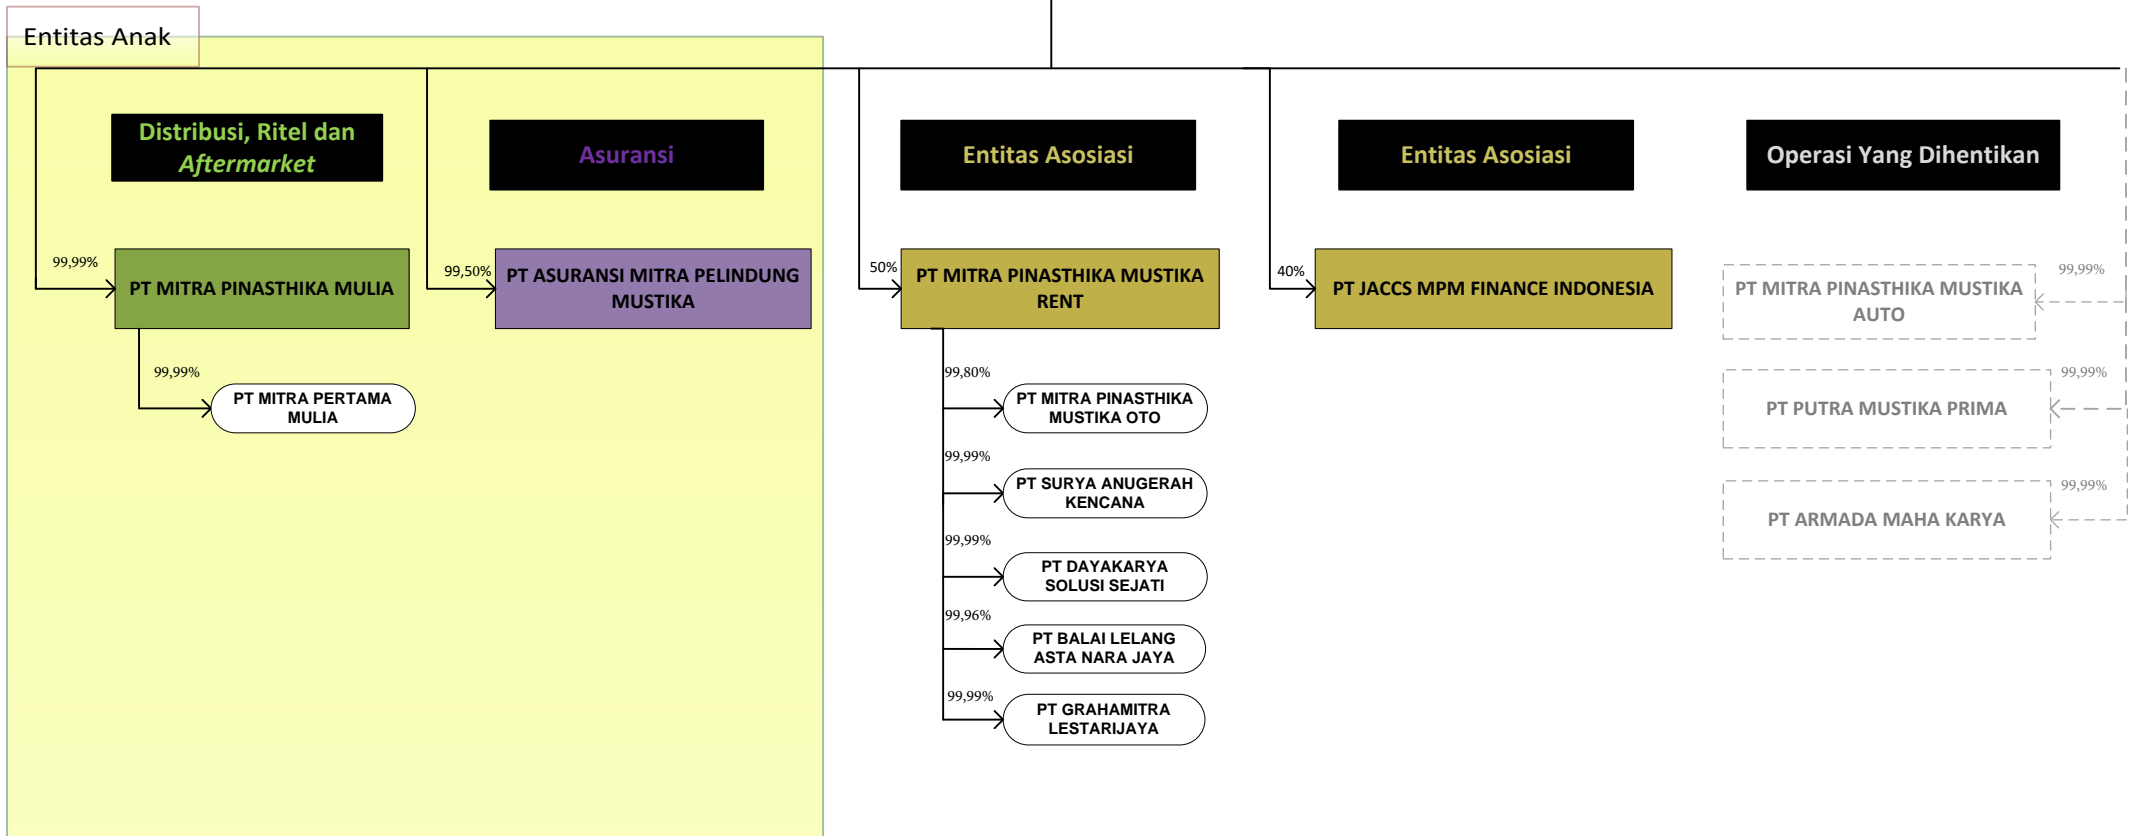 Entitas Anak
Distribusi, Ritel dan
Aftermarket
Asuransi
Entitas Asosiasi
Entitas Asosiasi
Operasi Yang Dihentikan
99,99%
PT MITRA PINASTHIKA MULIA
99,99%
PT MITRA PERTAMA
MULIA
99,50%
PT ASURANSI MITRA PELINDUNG
MUSTIKA
50%
PT MITRA PINASTHIKA MUSTIKA
RENT
99,80%
PT MITRA PINASTHIKA
MUSTIKA OTO
99,99%
PT SURYA ANUGERAH
KENCANA
99,99%
PT DAYAKARYA
SOLUSI SEJATI
99,96%
PT BALAI LELANG
ASTA NARA JAYA
99,99%
PT GRAHAMITRA
LESTARIJAYA
40%
PT JACCS MPM FINANCE INDONESIA
99,99%
PT MITRA PINASTHIKA MUSTIKA
AUTO
99,99%
PT PUTRA MUSTIKA PRIMA
99,99%
PT ARMADA MAHA KARYA